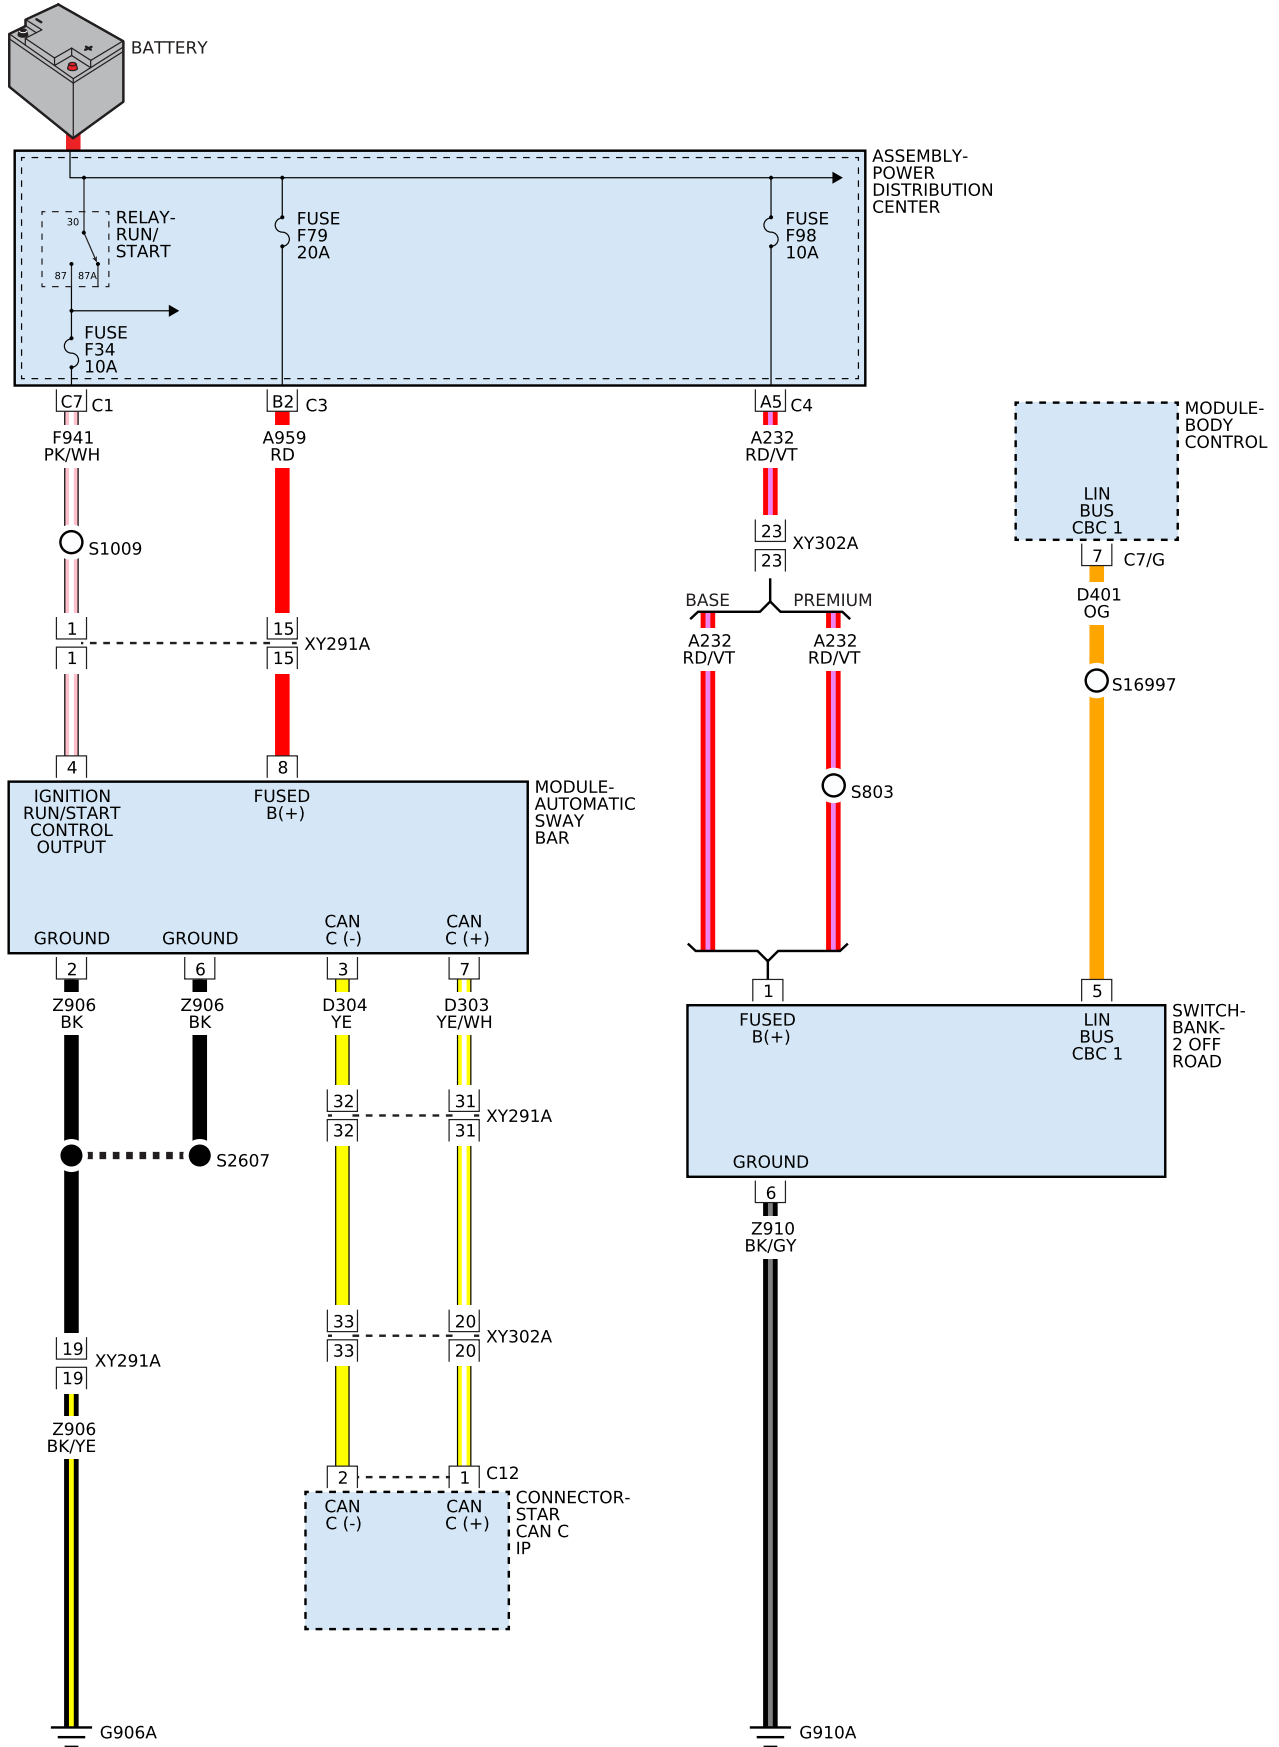 BATTERY
ASSEMBLY-
POWER
DISTRIBUTION
CENTER
30
RELAY-
RUN/
START
87
87A
FUSE
F34
10A
FUSE
F79
20A
FUSE
F98
10A
C7
C1
B2
C3
A5
C4
F941
PK/WH
A959
RD
A232
RD/VT
MODULE-
BODY
CONTROL
LIN
BUS
CBC 1
7
C7/G
D401
OG
S1009
23
23
XY302A
BASE
PREMIUM
A232
RD/VT
A232
RD/VT
1
15
XY291A
1
15
S16997
4
8
S803
MODULE-
AUTOMATIC
SWAY
BAR
IGNITION
RUN/START
CONTROL
OUTPUT
FUSED
B(+)
GROUND
GROUND
CAN
C (-)
CAN
C (+)
2
6
3
7
Z906
BK
Z906
BK
D304
YE
D303
YE/WH
1
5
SWITCH-
BANK-
2 OFF
ROAD
FUSED
B(+)
LIN
BUS
CBC 1
GROUND
32
31
XY291A
32
31
S2607
6
Z910
BK/GY
33
20
XY302A
33
20
19
XY291A
19
Z906
BK/YE
2
1
C12
CONNECTOR-
STAR
CAN C
IP
CAN
C (-)
CAN
C (+)
G906A
G910A